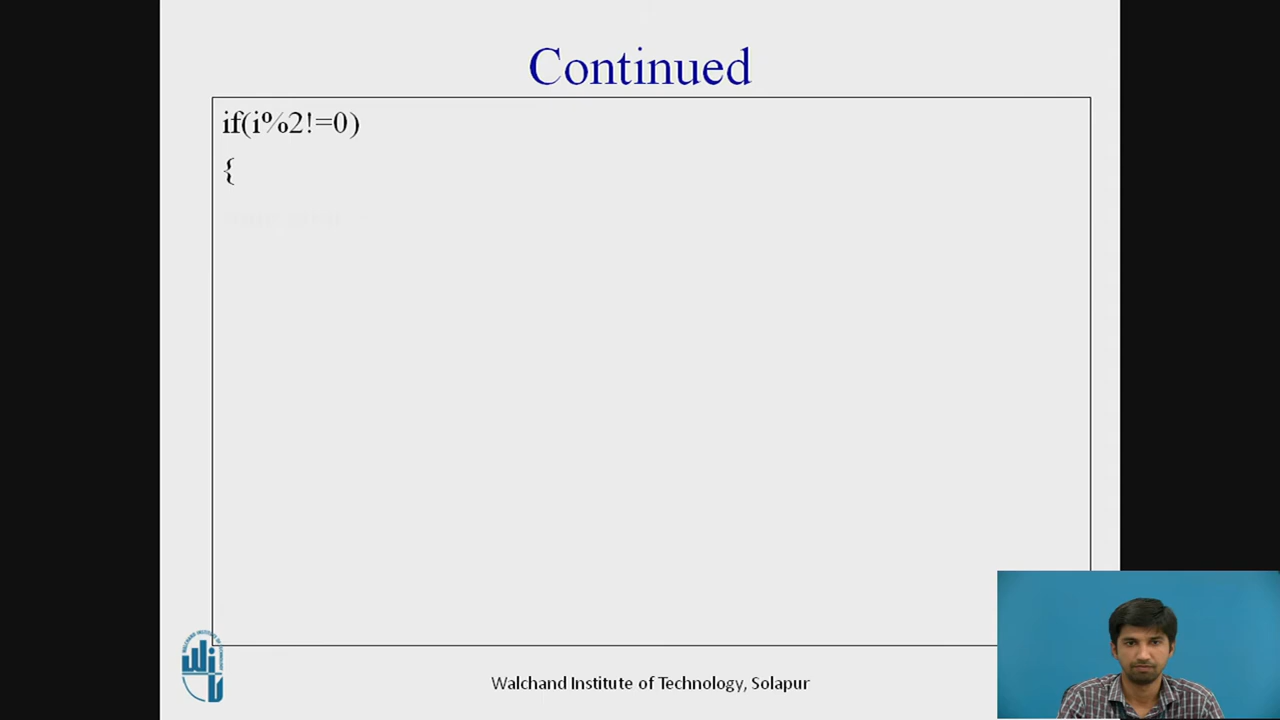 Continued
if(i%2!=0)
{
Walchand Institute of Technology, Solapur